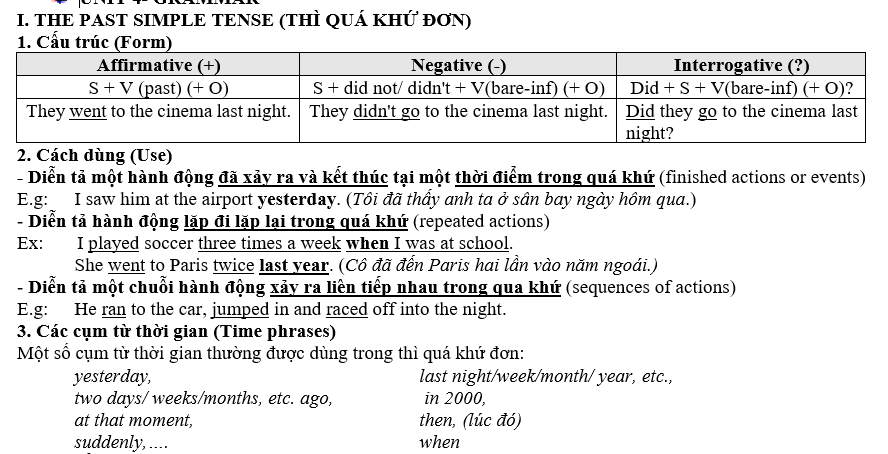 UNIT 4- GRAMMAR
I. THE PAST SIMPLE TENSE (THÌ QUÁ KHỨ ĐƠN)
1. Cấu trúc (Form)
Affirmative (+) Negative (-) Interrogative (?)
S + V (past) (+ O) S + did not/ didn't + V(bare-inf) (+ O) Did + S + V(bare-inf) (+ O)?
They went to the cinema last night. They didn't go to the cinema last night. Did they go to the cinema last
night?
2. Cách dùng (Use)
- Diễn tả một hành động đã xảy ra và kết thúc tại một thời điểm trong quá khứ (finished actions or events)
E.g: I saw him at the airport yesterday. (Tôi đã thấy anh ta ở sân bay ngày hôm qua.)
- Diễn tả hành động lặp đi lặp lại trong quá khứ (repeated actions)
Ex: I played soccer three times a week when I was at school.
She went to Paris twice last year. (Cô đã đến Paris hai lần vào năm ngoái.)
- Diễn tả một chuỗi hành động xảy ra liên tiếp nhau trong qua khứ (sequences of actions)
E.g: He ran to the car, jumped in and raced off into the night.
3. Các cụm từ thời gian (Time phrases)
Một số cụm từ thời gian thường được dùng trong thì quá khứ đơn:
yesterday, last night/week/month/ year, etc.,
two days/ weeks/months, etc. ago, in 2000,
at that moment, then, (lúc đó)
suddenly,.... when